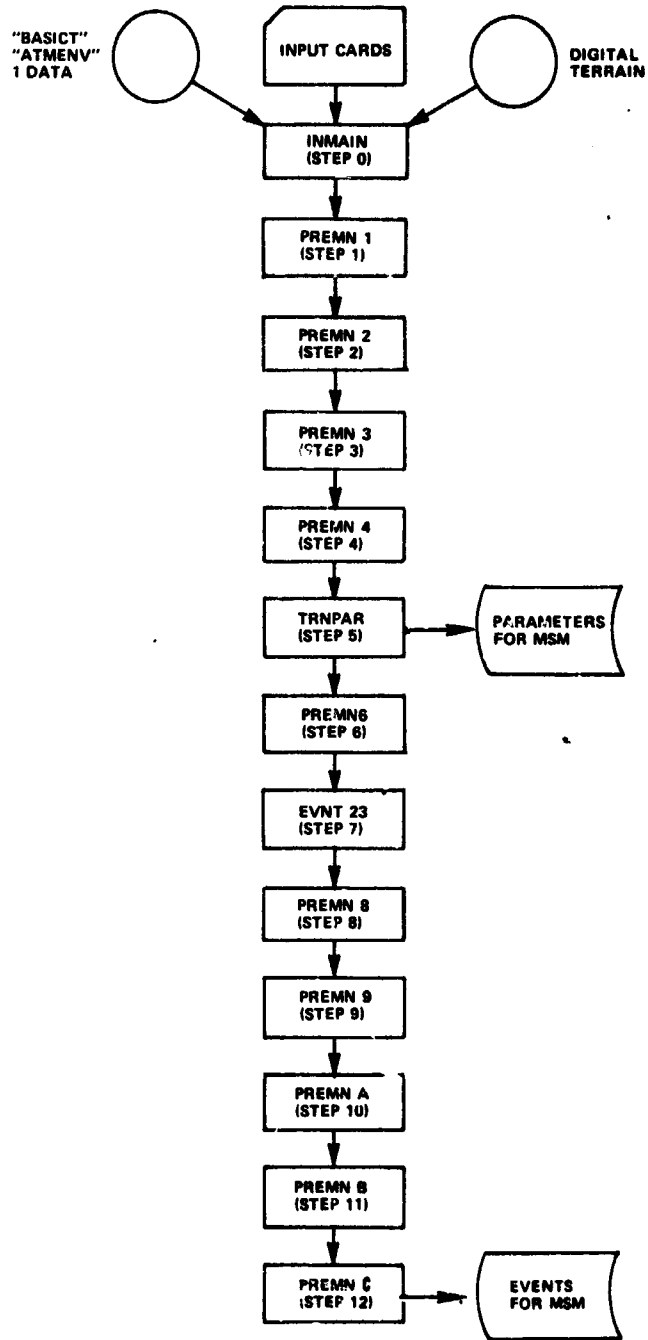 "BASICT"
"ATMENV"
1 DATA
INPUT CARDS
DIGITAL
TERRAIN
INMAIN
(STEP 0)
PREMN 1
(STEP 1)
PREMN 2
(STEP 2)
PREMN 3
(STEP 3)
PREMN 4
(STEP 4)
TRNPAR
(STEP 5)
PARAMETERS
FOR MSM
PREMN6
(STEP 6)
EVNT 23
(STEP 7)
PREMN 8
(STEP 8)
PREMN 9
(STEP 9)
PREMN A
(STEP 10)
PREMN B
(STEP 11)
PREMN C
(STEP 12)
EVENTS
FOR MSM